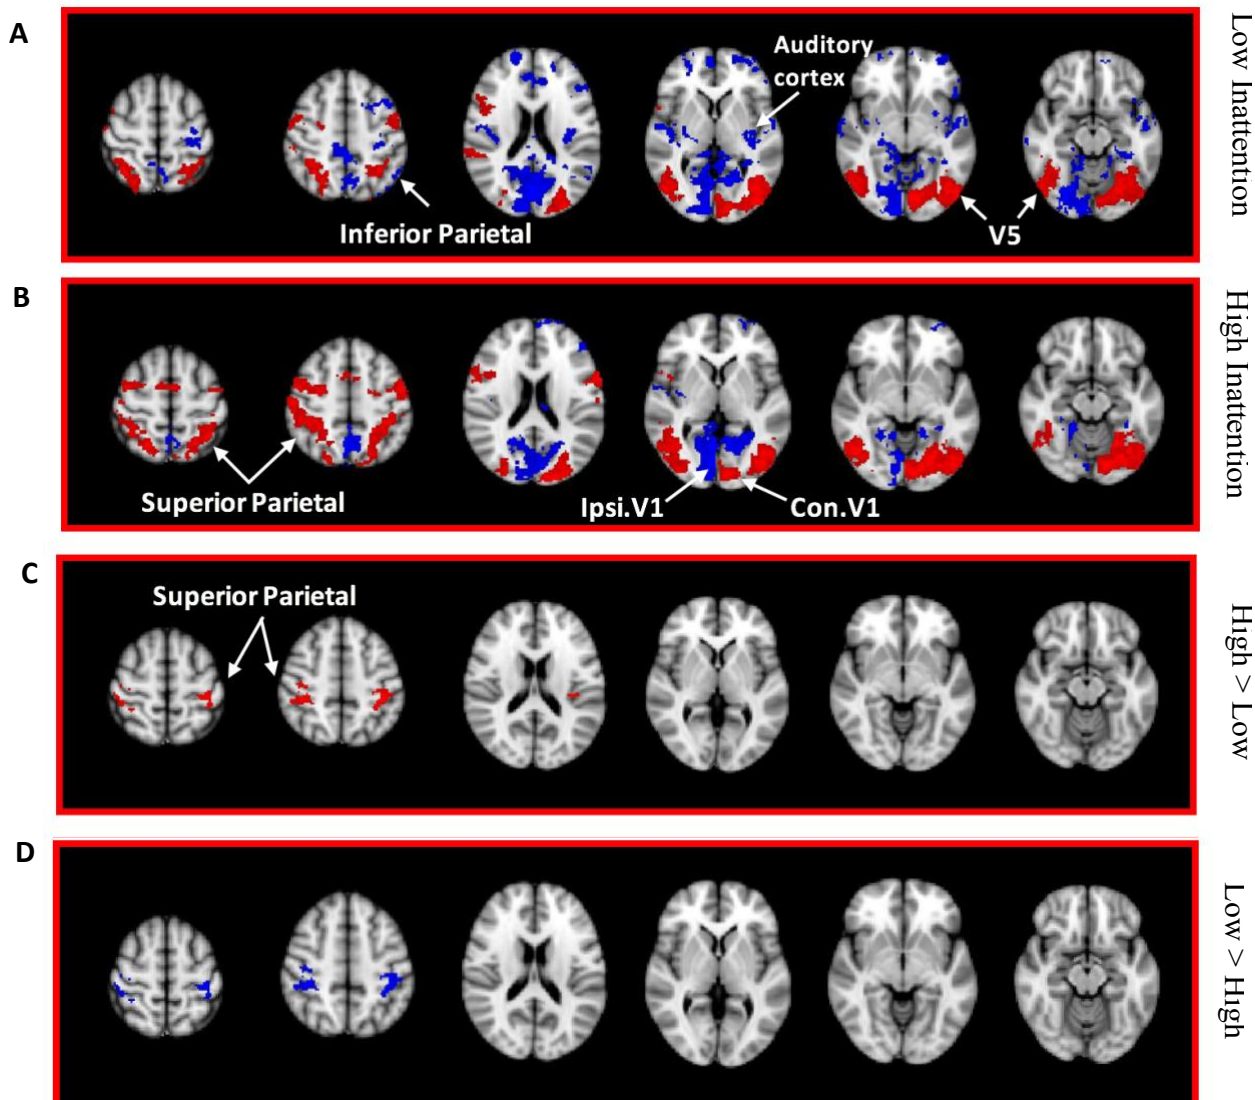 A
Low Inattention
Auditory
cortex
Inferior Parietal
V5
B
High Inattention
Superior Parietal
Ipsi.V1
Con.V1
C
High > Low
Superior Parietal
D
Low > High